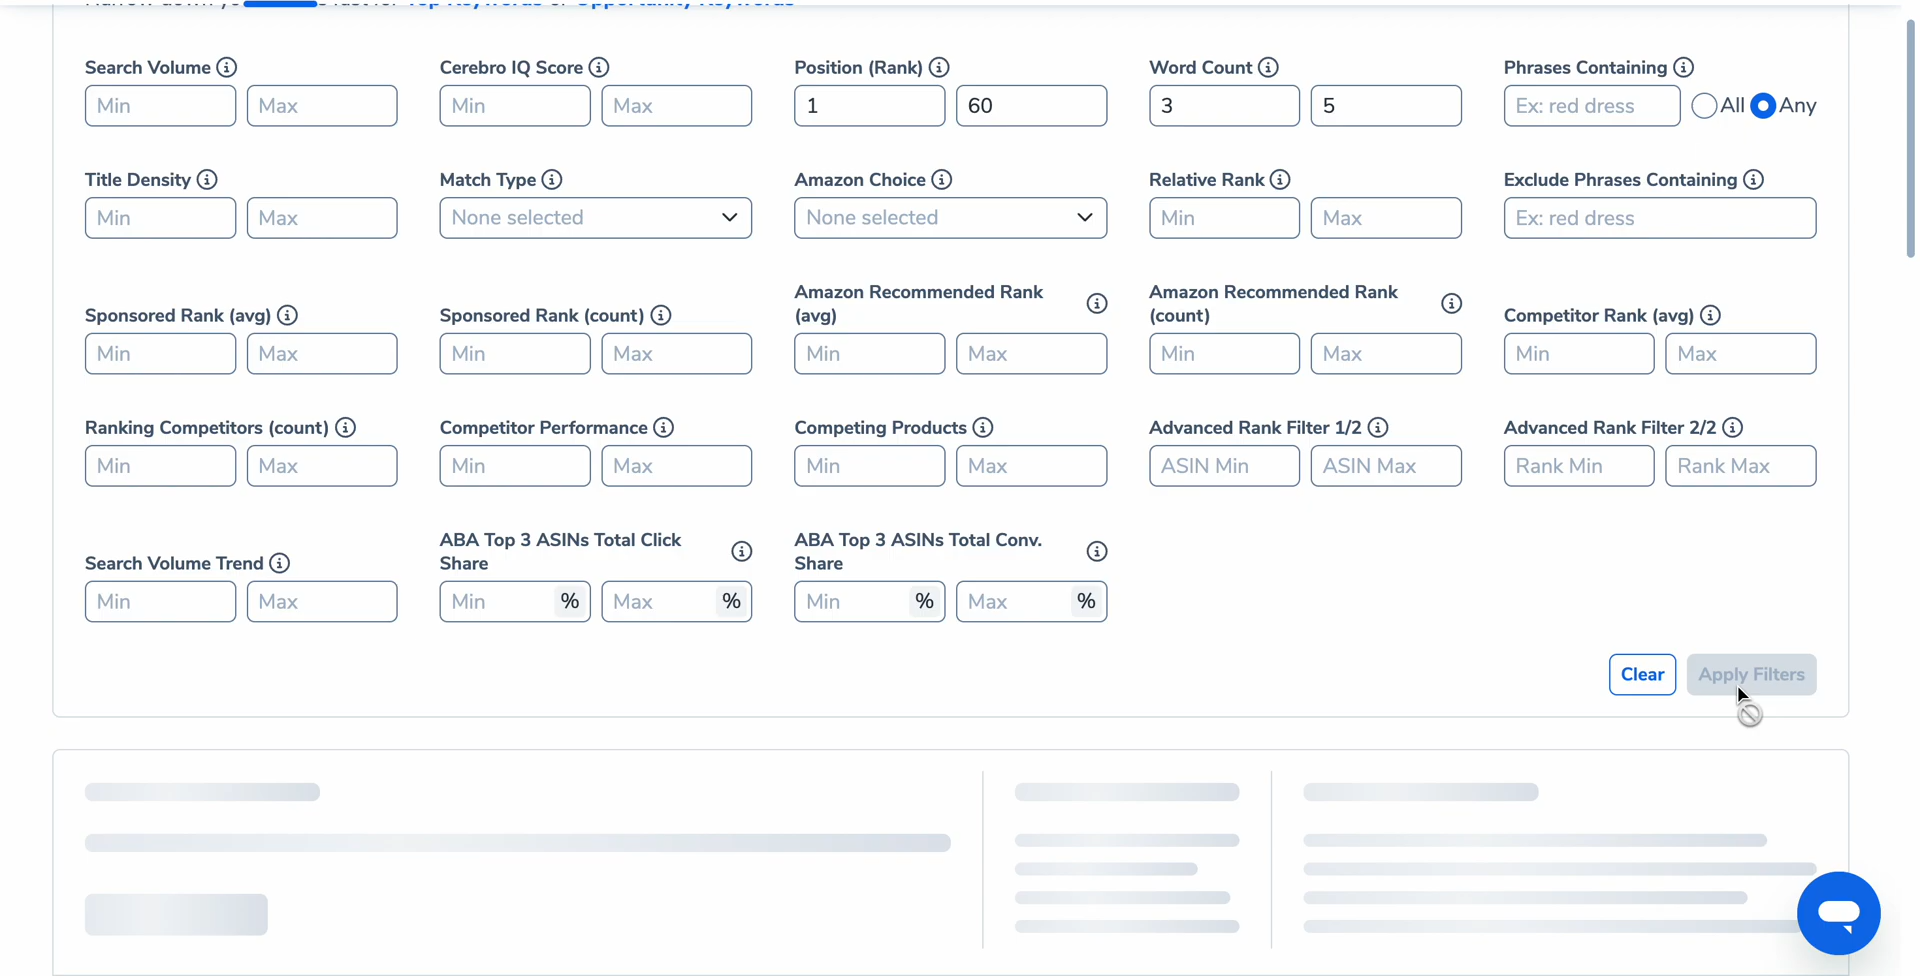 Top Keywords or Opportunity Keywords
Search Volume
Min Max
Cerebro IQ Score
Min Max
Position (Rank)
1 60
Word Count
3 5
Phrases Containing
Ex: red dress All Any
Title Density
Min Max
Match Type
None selected
Amazon Choice
None selected
Relative Rank
Min Max
Exclude Phrases Containing
Ex: red dress
Sponsored Rank (avg)
Min Max
Sponsored Rank (count)
Min Max
Amazon Recommended Rank
(avg)
Min Max
Amazon Recommended Rank
(count)
Min Max
Competitor Rank (avg)
Min Max
Ranking Competitors (count)
Min Max
Competitor Performance
Min Max
Competing Products
Min Max
Advanced Rank Filter 1/2
ASIN Min ASIN Max
Advanced Rank Filter 2/2
Rank Min Rank Max
Search Volume Trend
Min Max
ABA Top 3 ASINs Total Click
Share
Min % Max %
ABA Top 3 ASINs Total Conv.
Share
Min % Max %
Clear Apply Filters